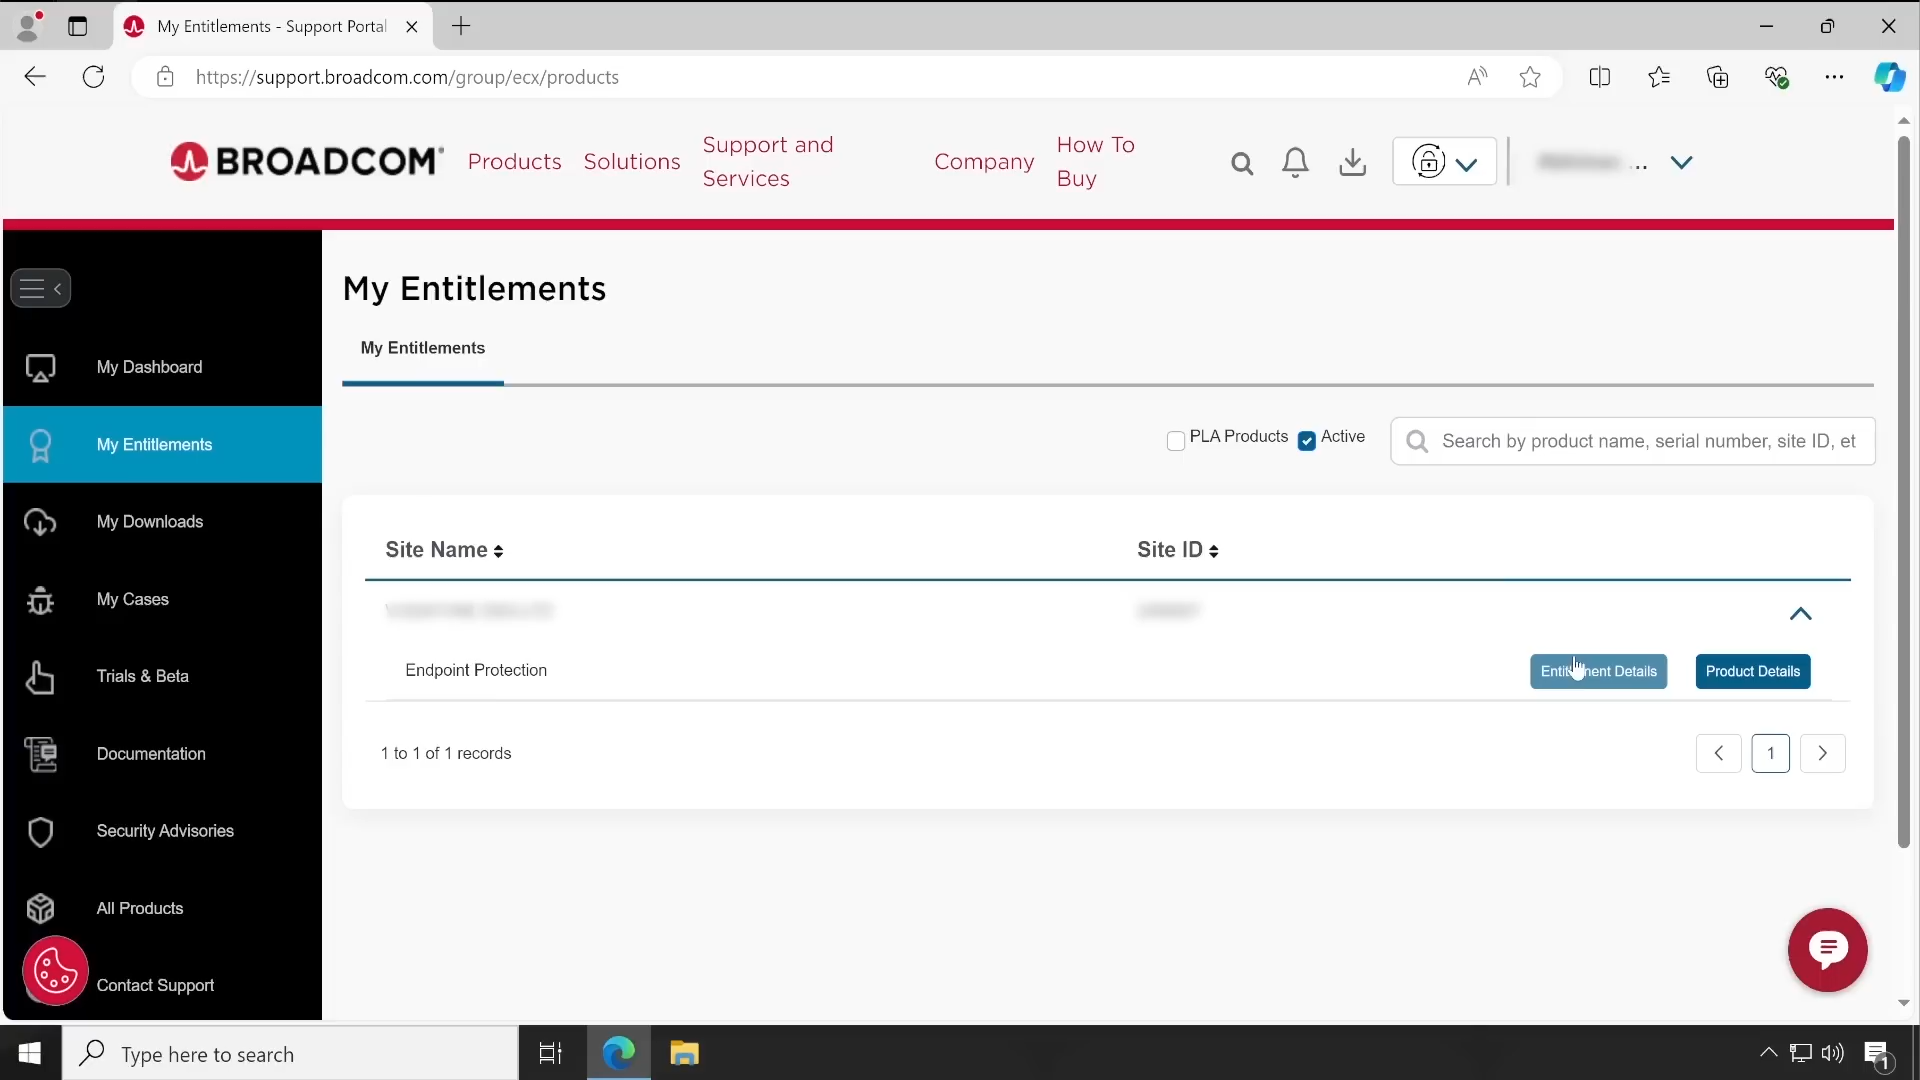 My Entitlements - Support Portal
https://support.broadcom.com/group/ecx/products
BROADCOM
Products
Solutions
Support and
Services
Company
How To
Buy
...
My Entitlements
My Entitlements
My Dashboard
My Entitlements
My Downloads
My Cases
Trials & Beta
Documentation
Security Advisories
All Products
Contact Support
PLA Products
Active
Search by product name, serial number, site ID, et
Site Name
Site ID
Endpoint Protection
Entitlement Details
Product Details
1 to 1 of 1 records
1
Type here to search
1